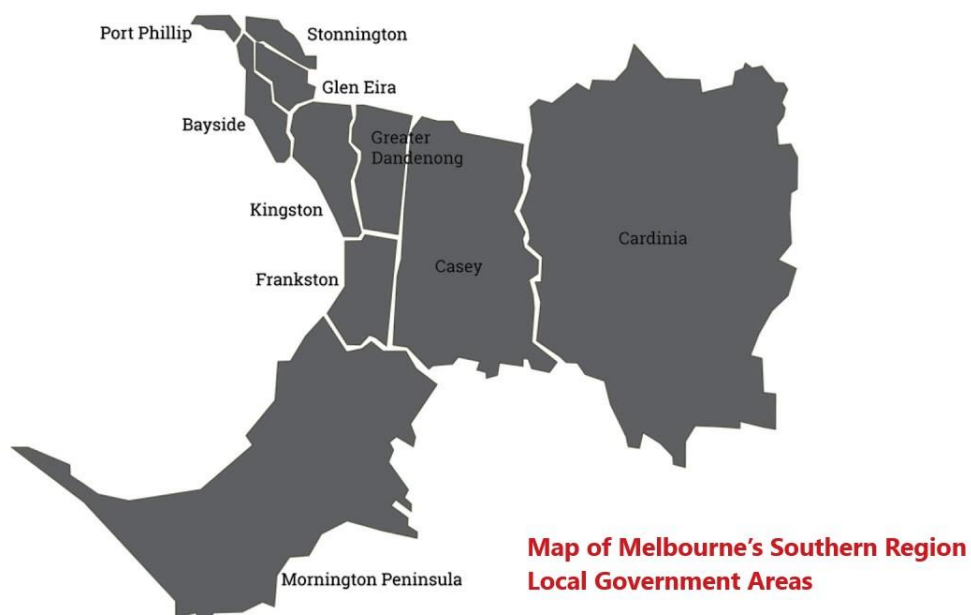 Port Phillip
Stonnington
Glen Eira
Bayside
Greater
Dandenong
Kingston
Cardinia
Casey
Frankston
Mornington Peninsula
Map of Melbourne’s Southern Region
Local Government Areas